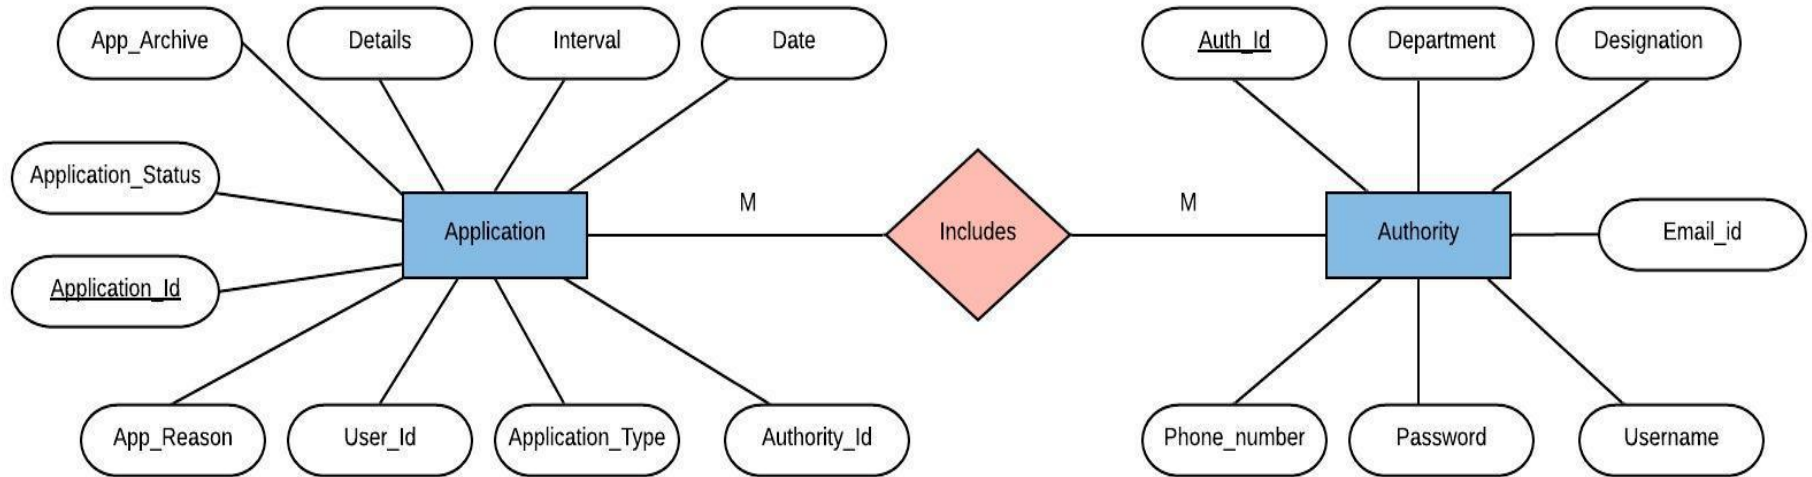 App_Archive
Details
Interval
Date
Auth_Id
Department
Designation
Application_Status
Application
M
Includes
M
Authority
Email_id
Application_Id
App_Reason
User_Id
Application_Type
Authority_Id
Phone_number
Password
Username